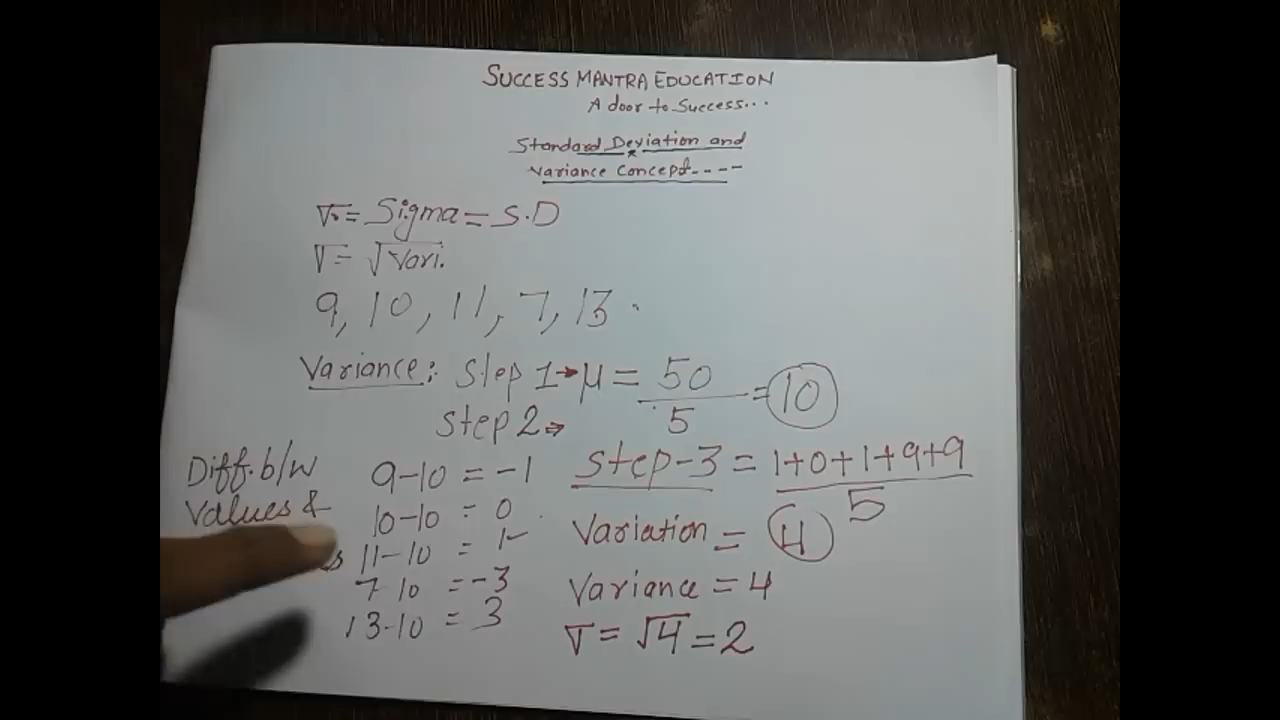 SUCCESS MANTRA EDUCATION
A door to Success...
Standard Deviation and
Variance Concept----
σ = Sigma = S.D
σ = √Vari.
9, 10, 11, 7, 13
Variance: Step 1→ μ = 50/5 = 10
Step 2⇒
Diff. b/w
Values &
9-10 = -1
10-10 = 0
11-10 = 1
7-10 = -3
13-10 = 3
Step-3 = 1+0+1+9+9/5
Variation = 4
Variance = 4
σ = √4 = 2